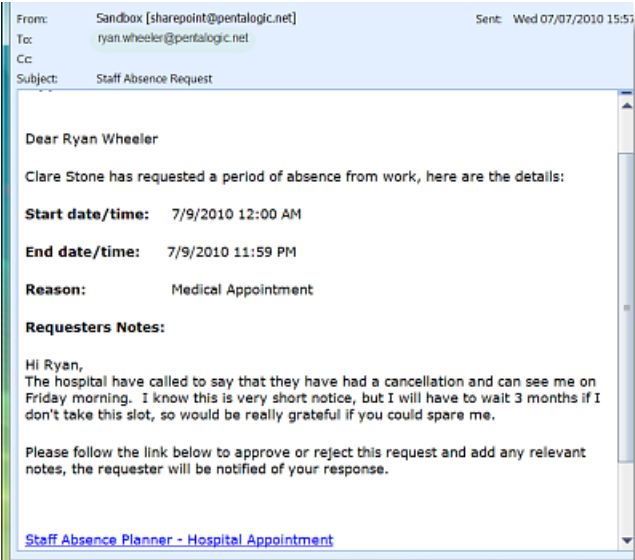 From: Sandbox [sharepoint@pentalogic.net] Sent: Wed 07/07/2010 15:57
To: ryan.wheeler@pentalogic.net
Cc:
Subject: Staff Absence Request
Dear Ryan Wheeler
Clare Stone has requested a period of absence from work, here are the details:
Start date/time: 7/9/2010 12:00 AM
End date/time: 7/9/2010 11:59 PM
Reason: Medical Appointment
Requesters Notes:
Hi Ryan,
The hospital have called to say that they have had a cancellation and can see me on
Friday morning. I know this is very short notice, but I will have to wait 3 months if I
don't take this slot, so would be really grateful if you could spare me.
Please follow the link below to approve or reject this request and add any relevant
notes, the requester will be notified of your response.
Staff Absence Planner - Hospital Appointment